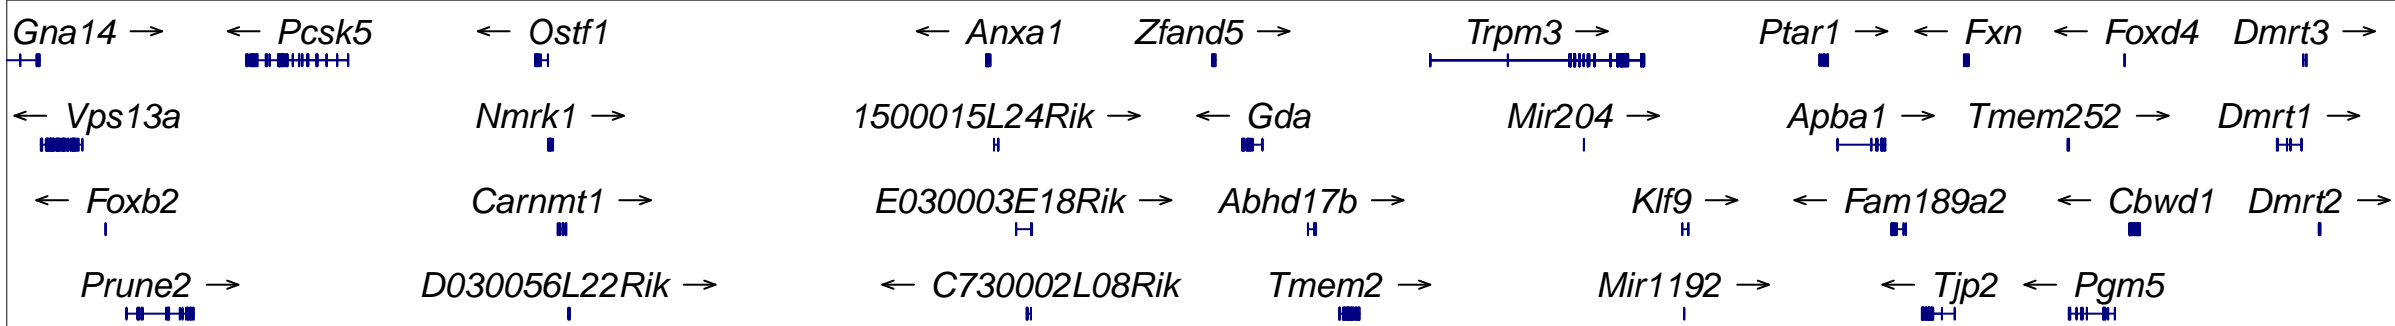 Gna14 → ← Pcsk5 ← Ostf1 ← Anxa1 Zfand5 → Trpm3 → Ptar1 → ← Fxn ← Foxd4 Dmrt3 →
← Vps13a Nmrk1 → 1500015L24Rik → ← Gda Mir204 → Apba1 → Tmem252 → Dmrt1 →
← Foxb2 Carnmt1 → E030003E18Rik → Abhd17b → Klf9 → ← Fam189a2 ← Cbwd1 Dmrt2 →
Prune2 → D030056L22Rik → ← C730002L08Rik Tmem2 → Mir1192 → ← Tjp2 ← Pgm5